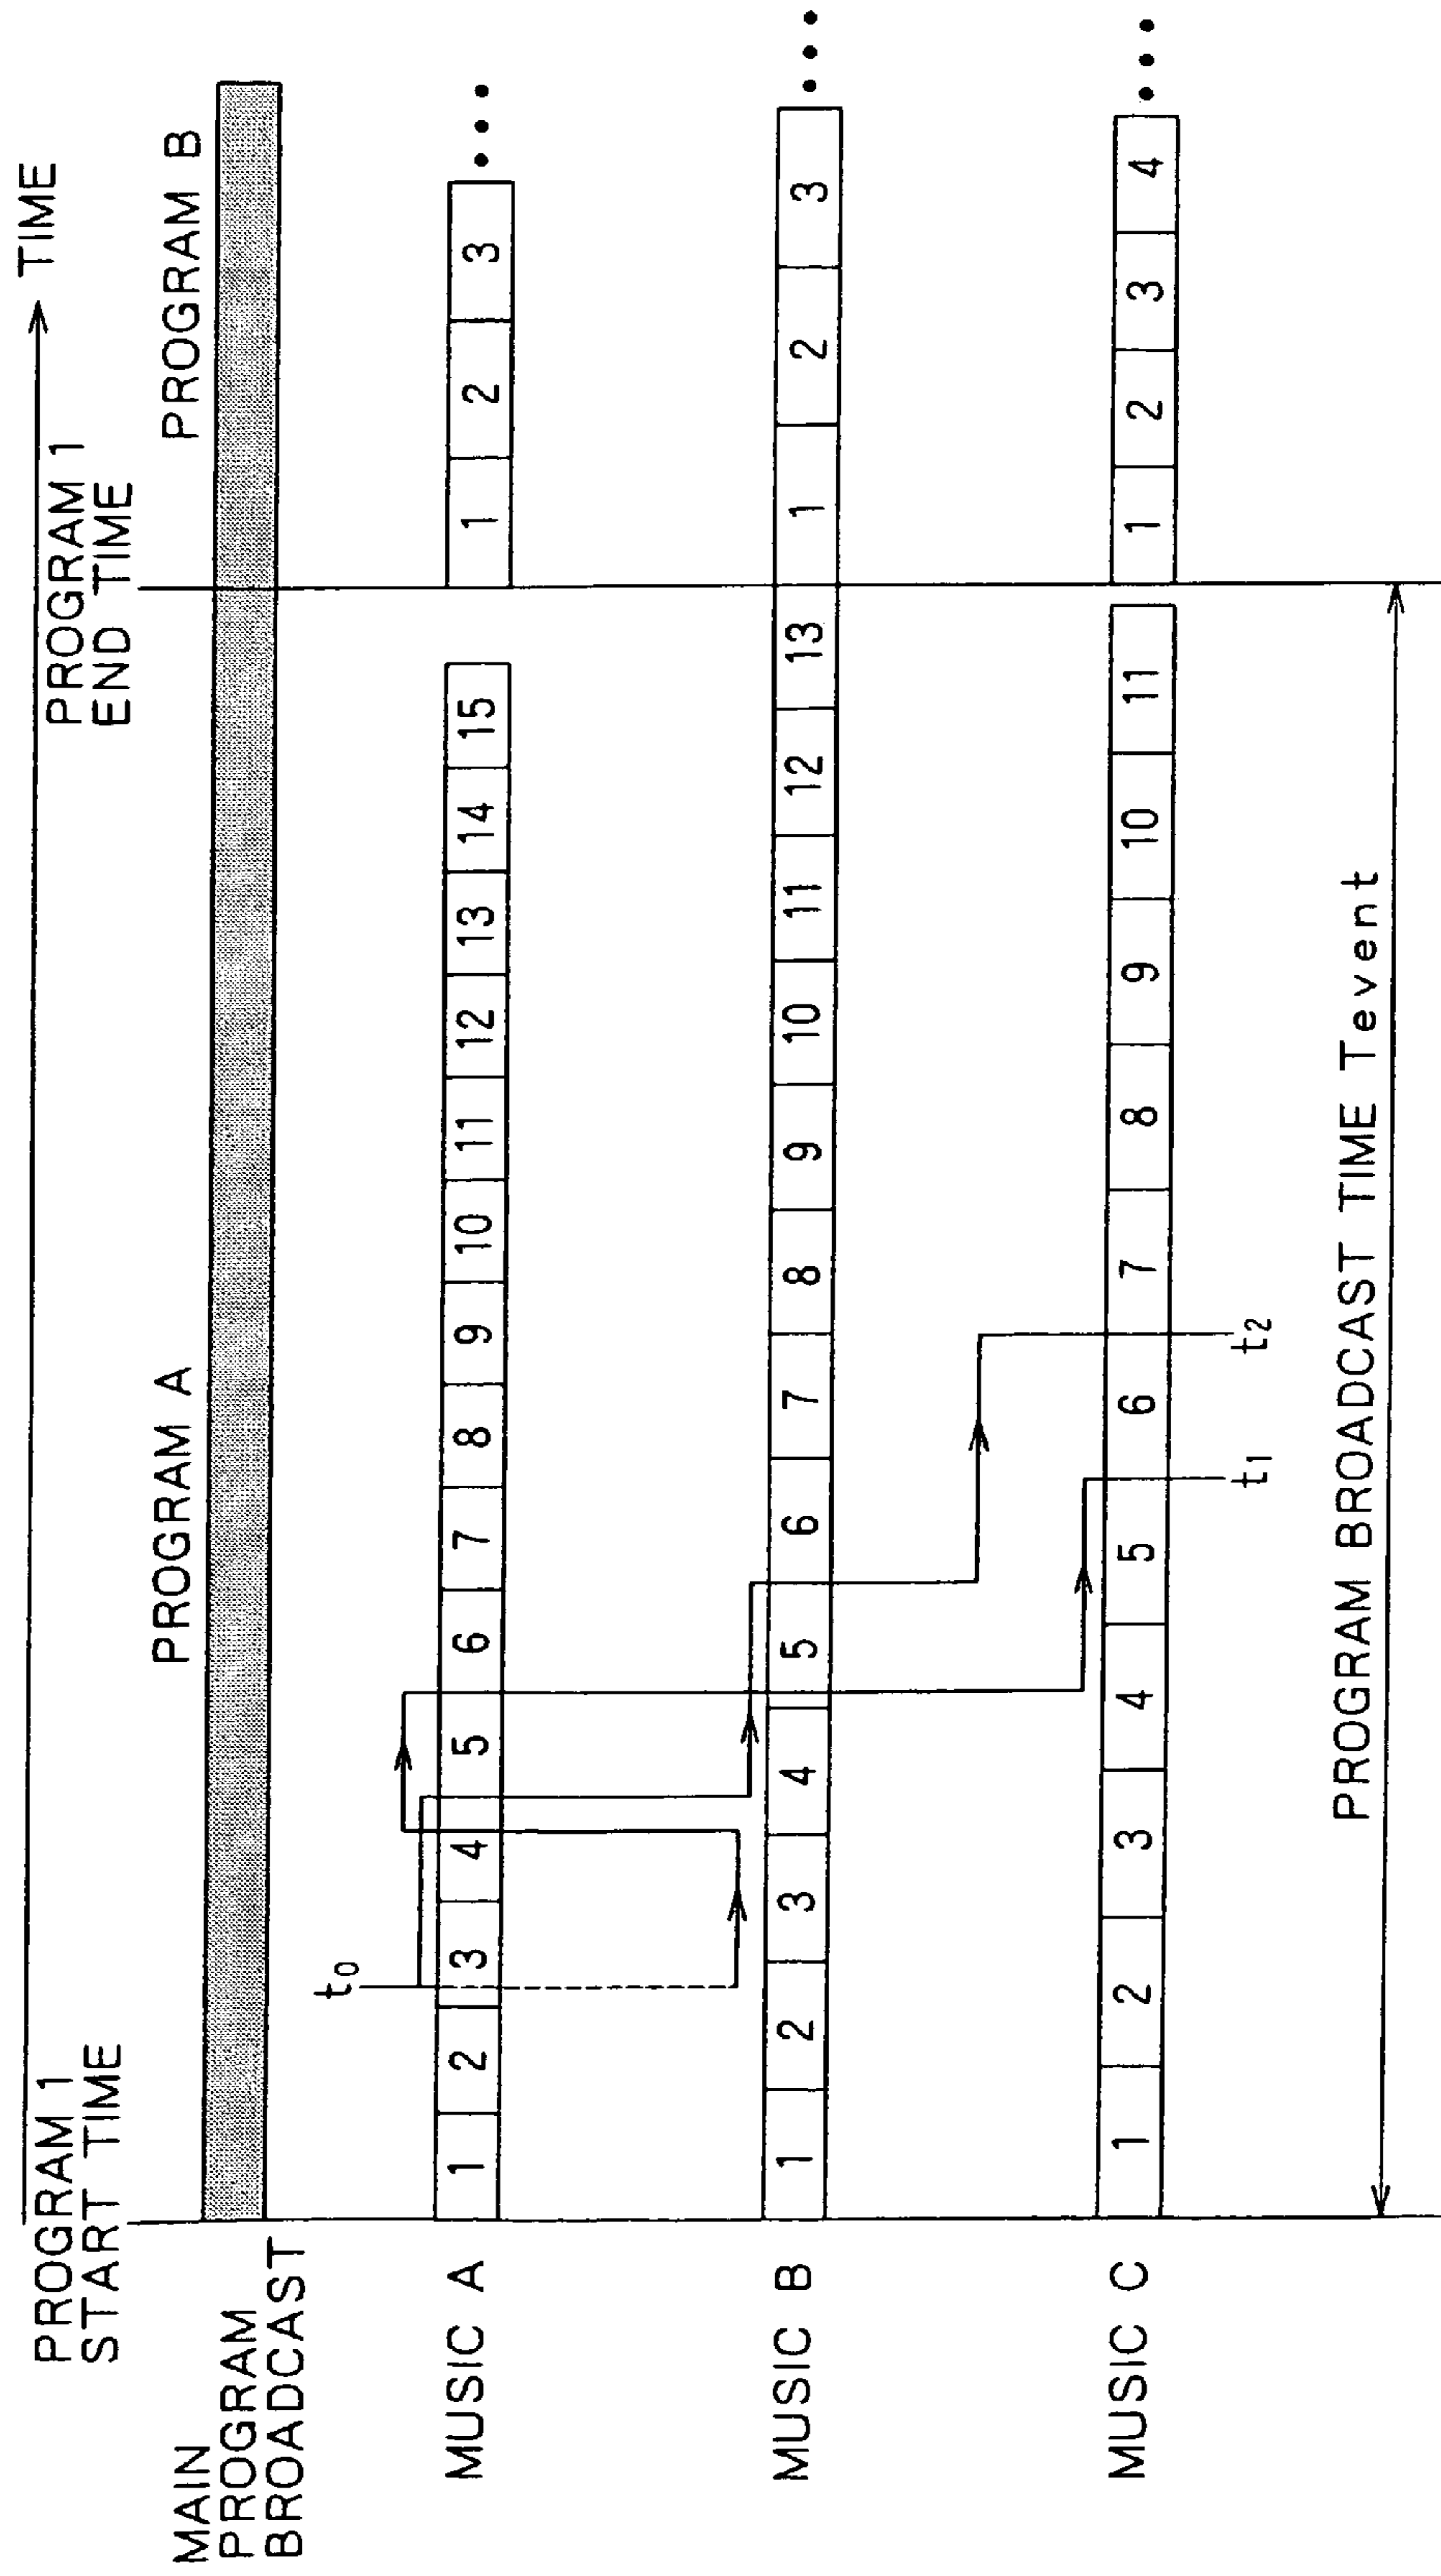 TIME
PROGRAM 1
START TIME
PROGRAM 1
END TIME
PROGRAM A
PROGRAM B
MAIN
PROGRAM
BROADCAST
t0
MUSIC A
1 2 3 4 5 6 7 8 9 10 11 12 13 14 15
1 2 3 •••
MUSIC B
1 2 3 4 5 6 7 8 9 10 11 12 13
1 2 3 •••
MUSIC C
1 2 3 4 5 6 7 8 9 10 11
1 2 3 4 •••
t1
t2
PROGRAM BROADCAST TIME Tevent